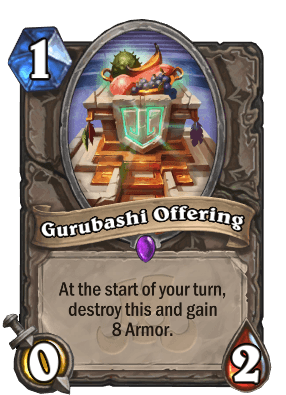 1
Gurubashi Offering
At the start of your turn,
destroy this and gain
8 Armor.
0
2